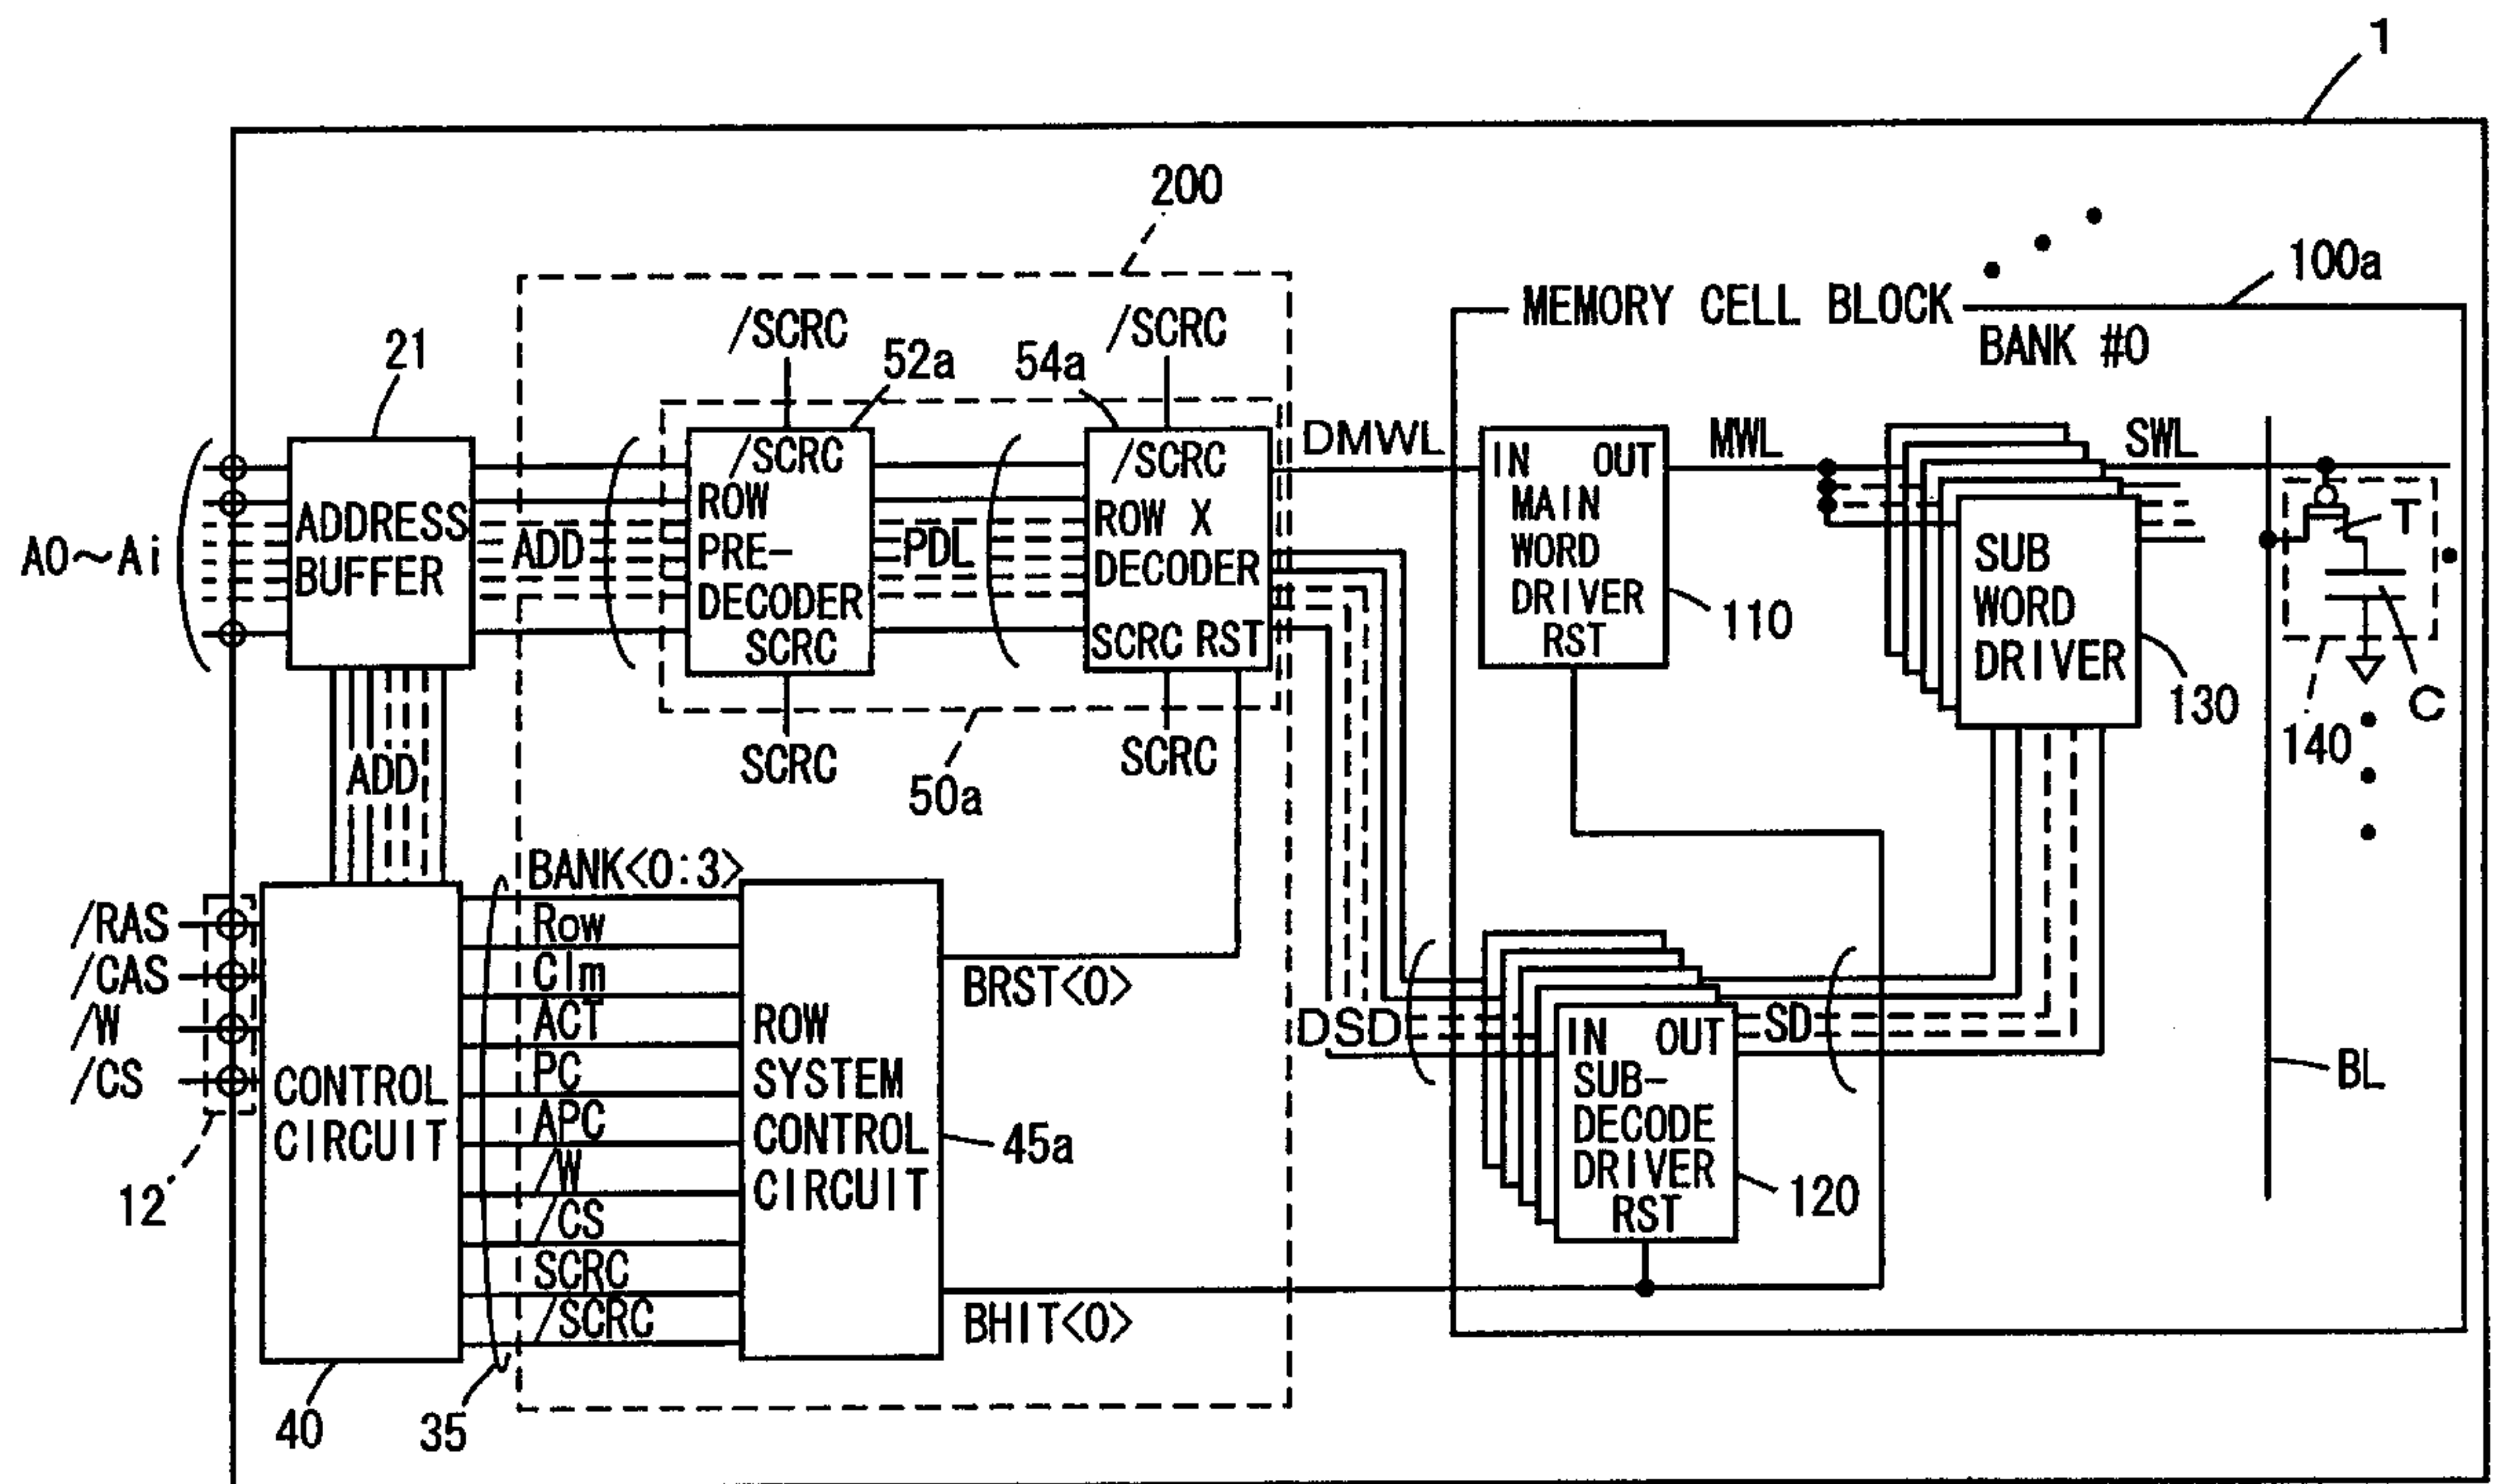 1
200
100a
MEMORY CELL BLOCK
BANK #0
/SCRC
/SCRC
21
52a
54a
A0~Ai
ADDRESS
BUFFER
ADD
/SCRC
ROW
PRE-
DECODER
SCRC
PDL
/SCRC
ROW X
DECODER
SCRC RST
DMWL
IN OUT
MAIN
WORD
DRIVER
RST
110
MWL
SWL
SUB
WORD
DRIVER
130
T
C
140
SCRC
SCRC
50a
ADD
BANK<0:3>
Row
Clm
ACT
PC
APC
/W
/CS
SCRC
/SCRC
/RAS
/CAS
/W
/CS
12
CONTROL
CIRCUIT
40
35
ROW
SYSTEM
CONTROL
CIRCUIT
45a
BRST<0>
BHIT<0>
DSD
IN OUT
SUB-
DECODE
DRIVER
RST
120
SD
BL